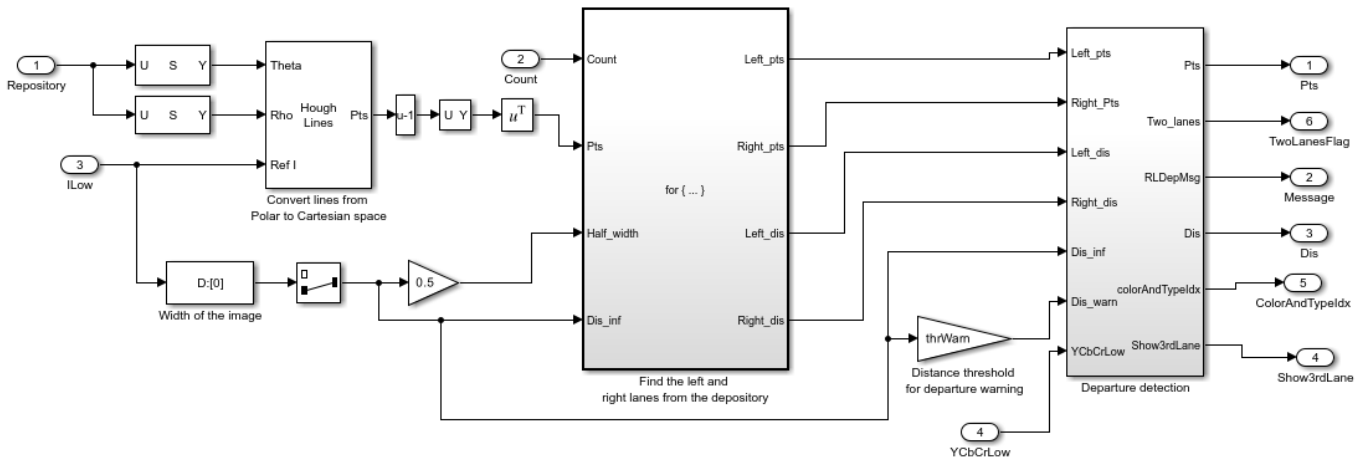 1
Repository
U S Y
U S Y
Theta
Rho
Ref I
Hough
Lines
Pts
Convert lines from
Polar to Cartesian space
3
ILow
u-1
U Y
uT
D:[0]
Width of the image
0.5
2
Count
Count
Pts
Half_width
Dis_inf
for { ... }
Left_pts
Right_pts
Left_dis
Right_dis
Find the left and
right lanes from the depository
thrWarn
Distance threshold
for departure warning
4
YCbCrLow
Left_pts
Right_Pts
Left_dis
Right_dis
Dis_inf
Dis_warn
YCbCrLow
Pts
Two_lanes
RLDepMsg
Dis
colorAndTypeIdx
Show3rdLane
Departure detection
1
Pts
6
TwoLanesFlag
2
Message
3
Dis
5
ColorAndTypeIdx
4
Show3rdLane